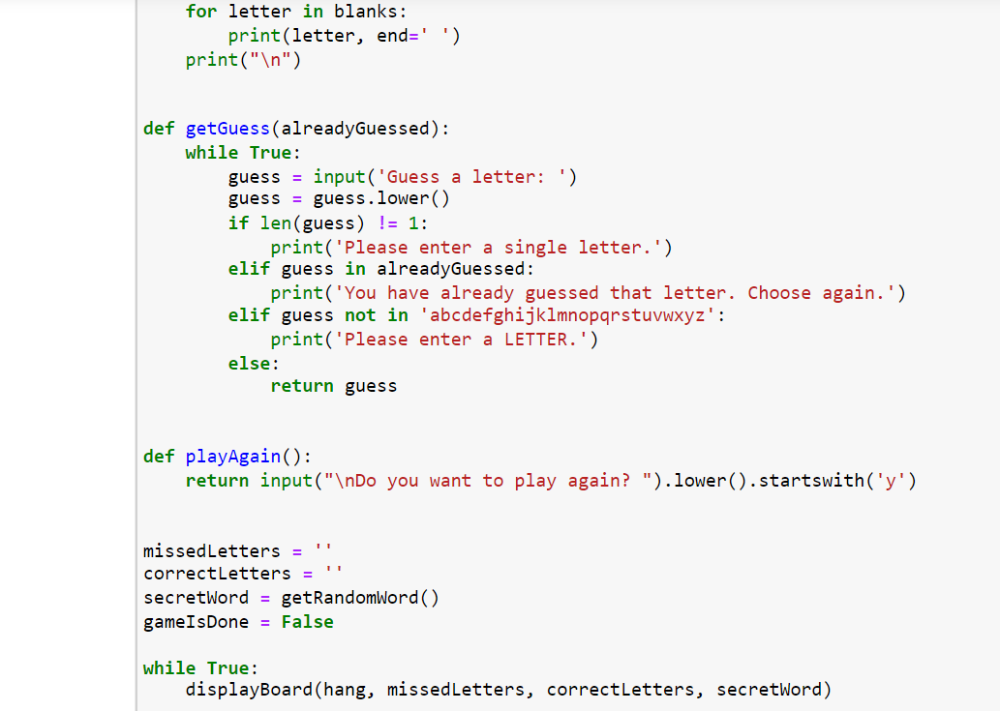 for letter in blanks:
print(letter, end=' ')
print("\n")
def getGuess(alreadyGuessed):
while True:
guess = input('Guess a letter: ')
guess = guess.lower()
if len(guess) != 1:
print('Please enter a single letter.')
elif guess in alreadyGuessed:
print('You have already guessed that letter. Choose again.')
elif guess not in 'abcdefghijklmnopqrstuvwxyz':
print('Please enter a LETTER.')
else:
return guess
def playAgain():
return input("\nDo you want to play again? ").lower().startswith('y')
missedLetters = ''
correctLetters = ''
secretWord = getRandomWord()
gameIsDone = False
while True:
displayBoard(hang, missedLetters, correctLetters, secretWord)